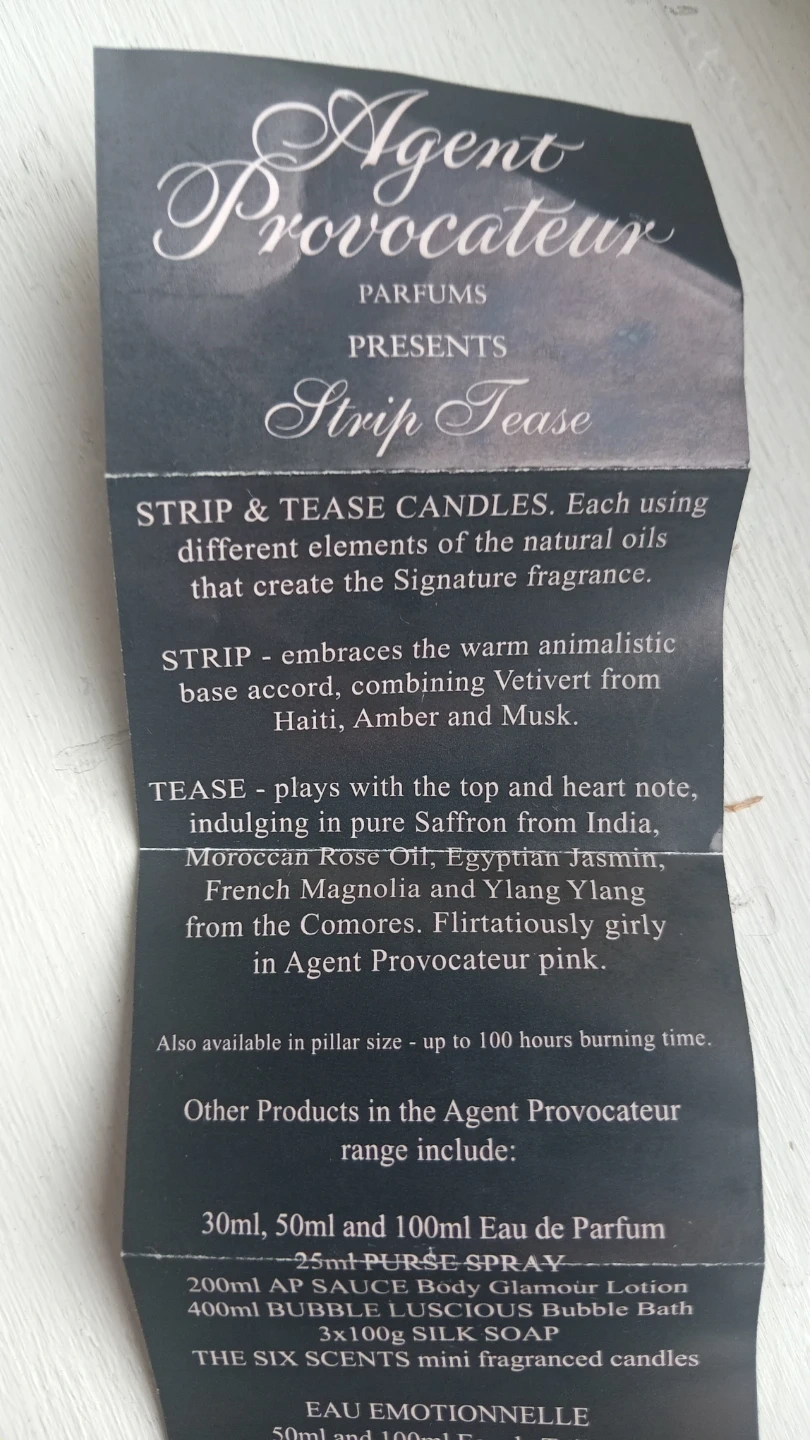 Agent
Provocateur
PARFUMS
PRESENTS
Strip Tease
STRIP & TEASE CANDLES. Each using
different elements of the natural oils
that create the Signature fragrance.
STRIP - embraces the warm animalistic
base accord, combining Vetivert from
Haiti, Amber and Musk.
TEASE - plays with the top and heart note,
indulging in pure Saffron from India,
Moroccan Rose Oil, Egyptian Jasmin,
French Magnolia and Ylang Ylang
from the Comores. Flirtatiously girly
in Agent Provocateur pink.
Also available in pillar size - up to 100 hours burning time.
Other Products in the Agent Provocateur
range include:
30ml, 50ml and 100ml Eau de Parfum
25ml PURSE SPRAY
200ml AP SAUCE Body Glamour Lotion
400ml BUBBLE LUSCIOUS Bubble Bath
3x100g SILK SOAP
THE SIX SCENTS mini fragranced candles
EAU EMOTIONNELLE
50ml and 100ml Eau de